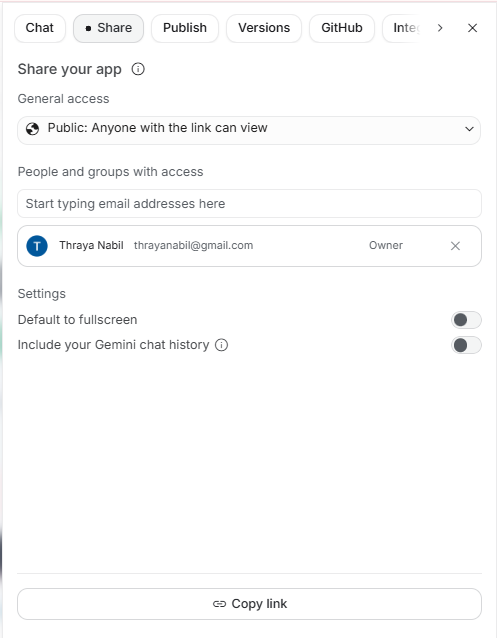 Chat Share Publish Versions GitHub
Share your app
General access
Public: Anyone with the link can view
People and groups with access
Start typing email addresses here
T Thraya Nabil thrayanabil@gmail.com Owner
Settings
Default to fullscreen
Include your Gemini chat history
Copy link